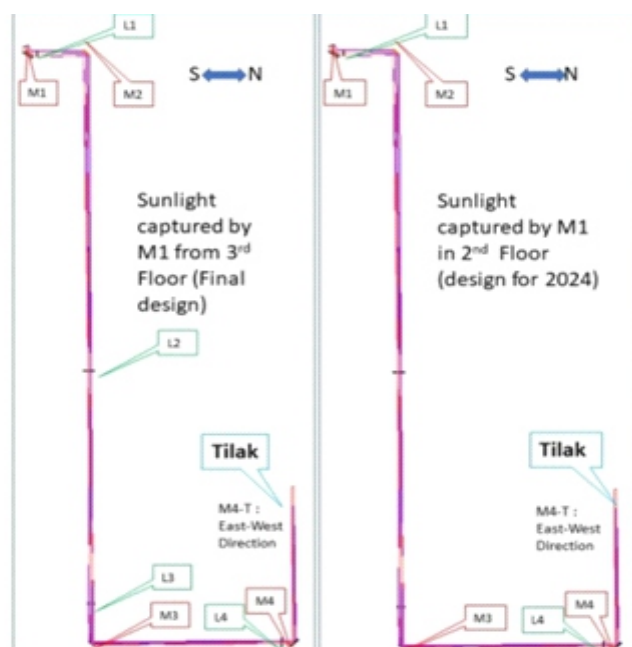 L1
S N
M1
M2
Sunlight
captured by
M1 from 3rd
Floor (Final
design)
L2
Tilak
M4-T :
East-West
Direction
L3
M3
L4
M4
L1
S N
M1
M2
Sunlight
captured by M1
in 2nd Floor
(design for 2024)
Tilak
M4-T :
East-West
Direction
M3
L4
M4